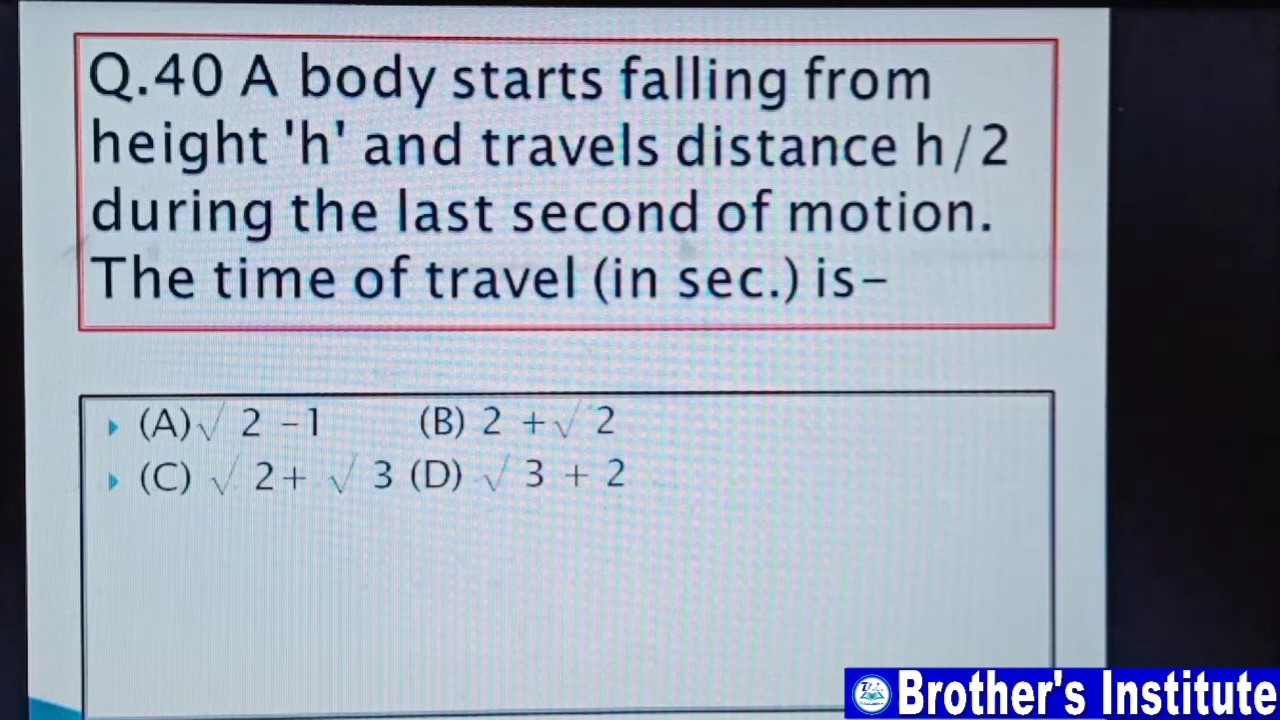 Q.40 A body starts falling from
height 'h' and travels distance h/2
during the last second of motion.
The time of travel (in sec.) is-
(A)√ 2 -1 (B) 2 +√ 2
(C) √ 2+ √ 3 (D) √ 3 + 2
Brother's Institute